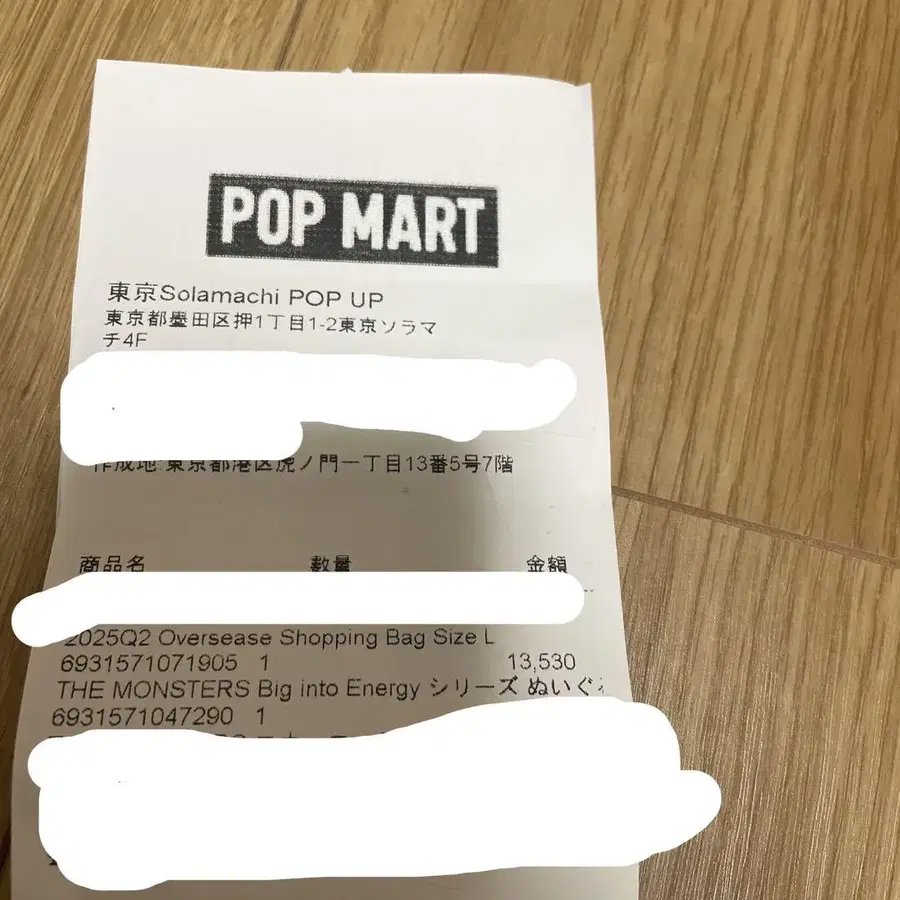 POP MART
東京Solamachi POP UP
東京都墨田区押1丁目1-2東京ソラマ
チ4F
作成地:東京都港区虎ノ門一丁目13番5号7階
商品名 数量 金額
2025Q2 Oversease Shopping Bag Size L
6931571071905 1 13,530
THE MONSTERS Big into Energy シリーズ ぬいぐ
6931571047290 1